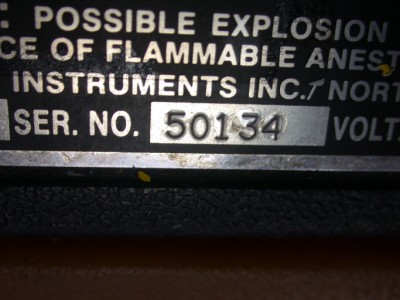 : POSSIBLE EXPLOSION
CE OF FLAMMABLE ANEST
INSTRUMENTS INC. NORT
SER. NO. 50134 VOLT